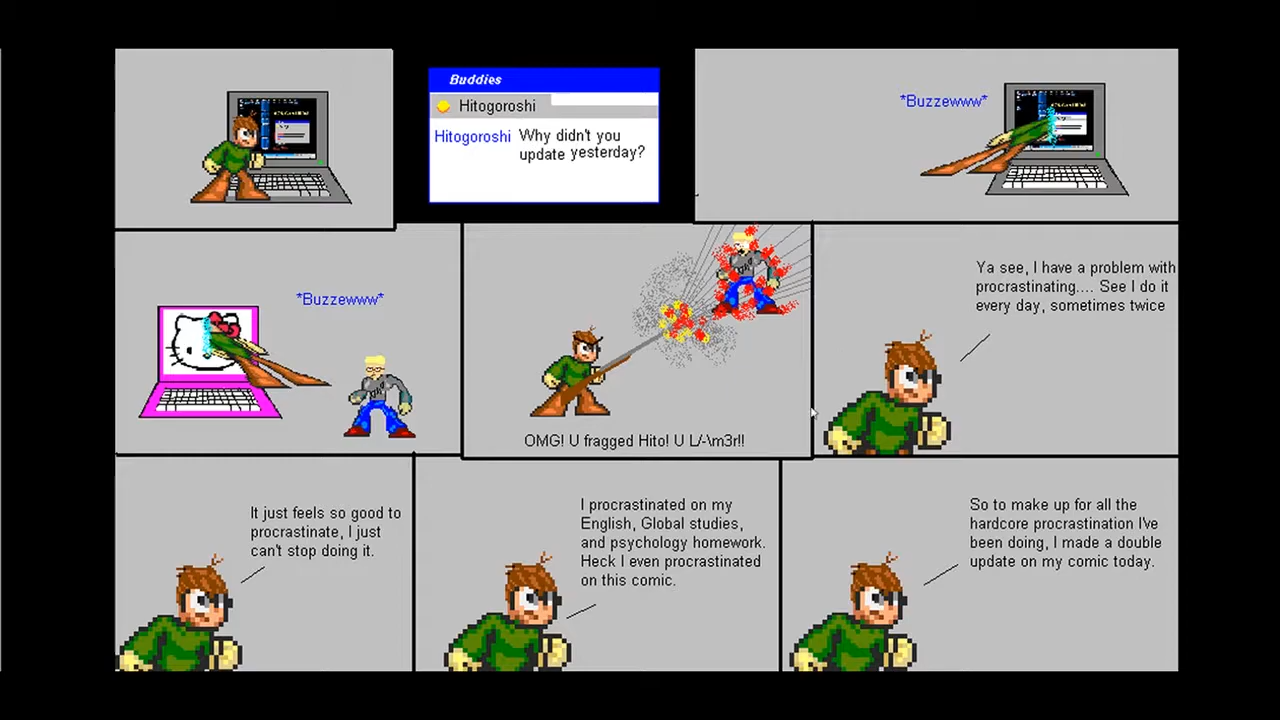 Buddies
Hitogoroshi
Hitogoroshi Why didn't you
update yesterday?
*Buzzewww*
*Buzzewww*
OMG! U fragged Hito! U L/-\m3r!!
Ya see, I have a problem with
procrastinating.... See I do it
every day, sometimes twice
It just feels so good to
procrastinate, I just
can't stop doing it.
I procrastinated on my
English, Global studies,
and psychology homework.
Heck I even procrastinated
on this comic.
So to make up for all the
hardcore procrastination I've
been doing, I made a double
update on my comic today.